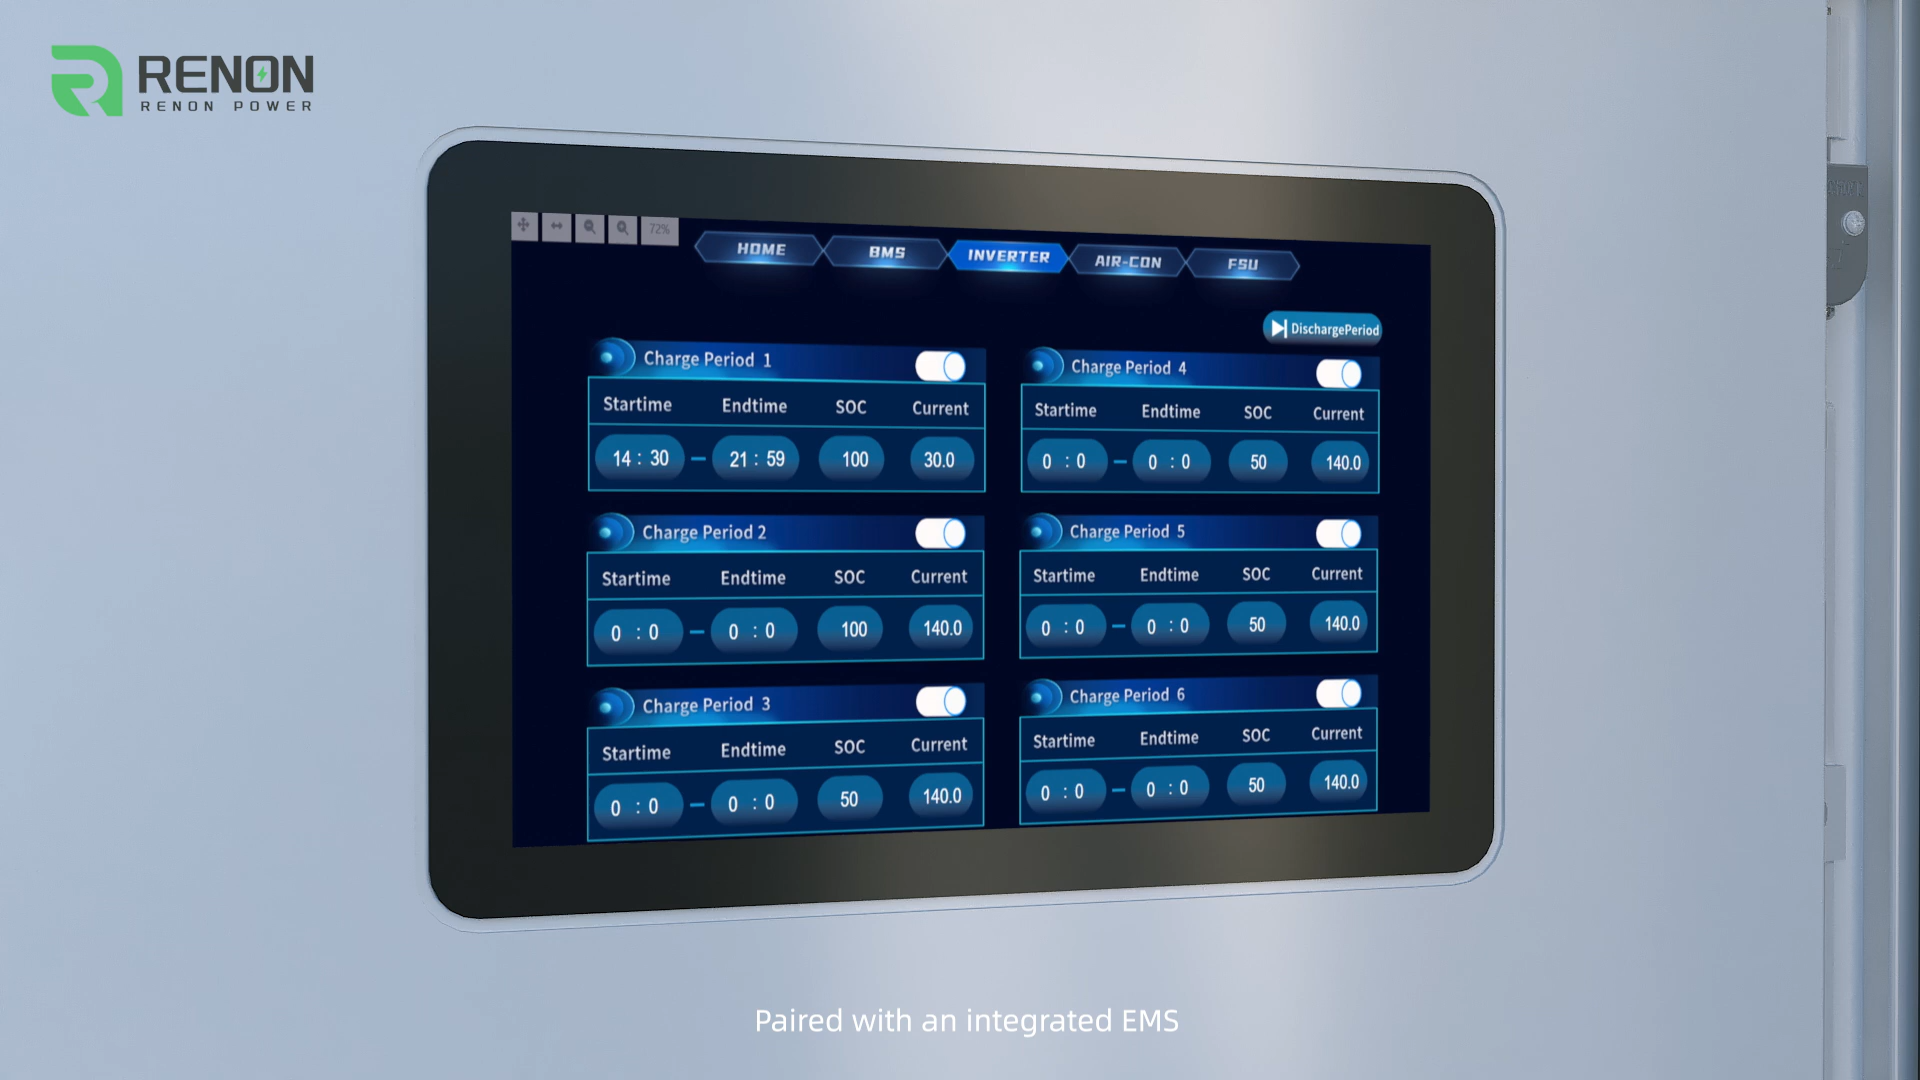 RENON
RENON POWER
72%
HOME BMS INVERTER AIR-CON FSU
DischargePeriod
Charge Period 1
Startime Endtime SOC Current
14 : 30 – 21 : 59 100 30.0
Charge Period 2
Startime Endtime SOC Current
0 : 0 – 0 : 0 100 140.0
Charge Period 3
Startime Endtime SOC Current
0 : 0 – 0 : 0 50 140.0
Charge Period 4
Startime Endtime SOC Current
0 : 0 – 0 : 0 50 140.0
Charge Period 5
Startime Endtime SOC Current
0 : 0 – 0 : 0 50 140.0
Charge Period 6
Startime Endtime SOC Current
0 : 0 – 0 : 0 50 140.0
Paired with an integrated EMS